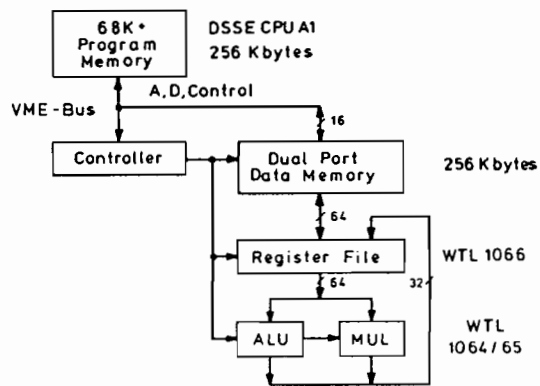 68K+
Program
Memory
DSSE CPU A1
256 Kbytes
A, D, Control
VME-Bus
16
Controller
Dual Port
Data Memory
256 Kbytes
64
Register File
WTL 1066
64
32
ALU
MUL
WTL
1064/65